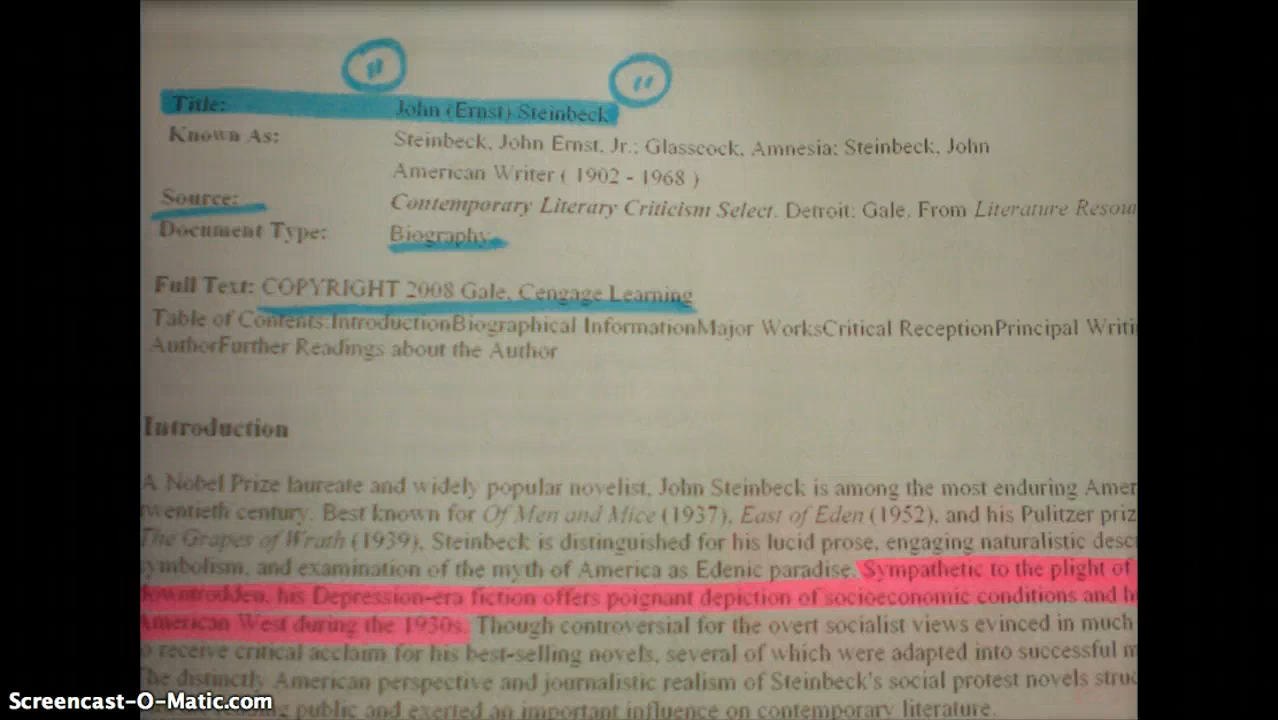 " "
Title: John (Ernst) Steinbeck
Known As: Steinbeck, John Ernst, Jr.; Glasscock, Amnesia; Steinbeck, John
American Writer ( 1902 - 1968 )
Source: Contemporary Literary Criticism Select. Detroit: Gale. From Literature Resou
Document Type: Biography
Full Text: COPYRIGHT 2008 Gale, Cengage Learning
Table of Contents:IntroductionBiographical InformationMajor WorksCritical ReceptionPrincipal Writi
AuthorFurther Readings about the Author
Introduction
A Nobel Prize laureate and widely popular novelist, John Steinbeck is among the most enduring Amer
twentieth century. Best known for Of Men and Mice (1937), East of Eden (1952), and his Pulitzer priz
The Grapes of Wrath (1939), Steinbeck is distinguished for his lucid prose, engaging naturalistic desc
symbolism, and examination of the myth of America as Edenic paradise. Sympathetic to the plight of
downtrodden, his Depression-era fiction offers poignant depiction of socioeconomic conditions and h
American West during the 1930s. Though controversial for the overt socialist views evinced in much
o receive critical acclaim for his best-selling novels, several of which were adapted into successful m
The distinctly American perspective and journalistic realism of Steinbeck's social protest novels struc
reading public and exerted an important influence on contemporary literature.
Screencast-O-Matic.com